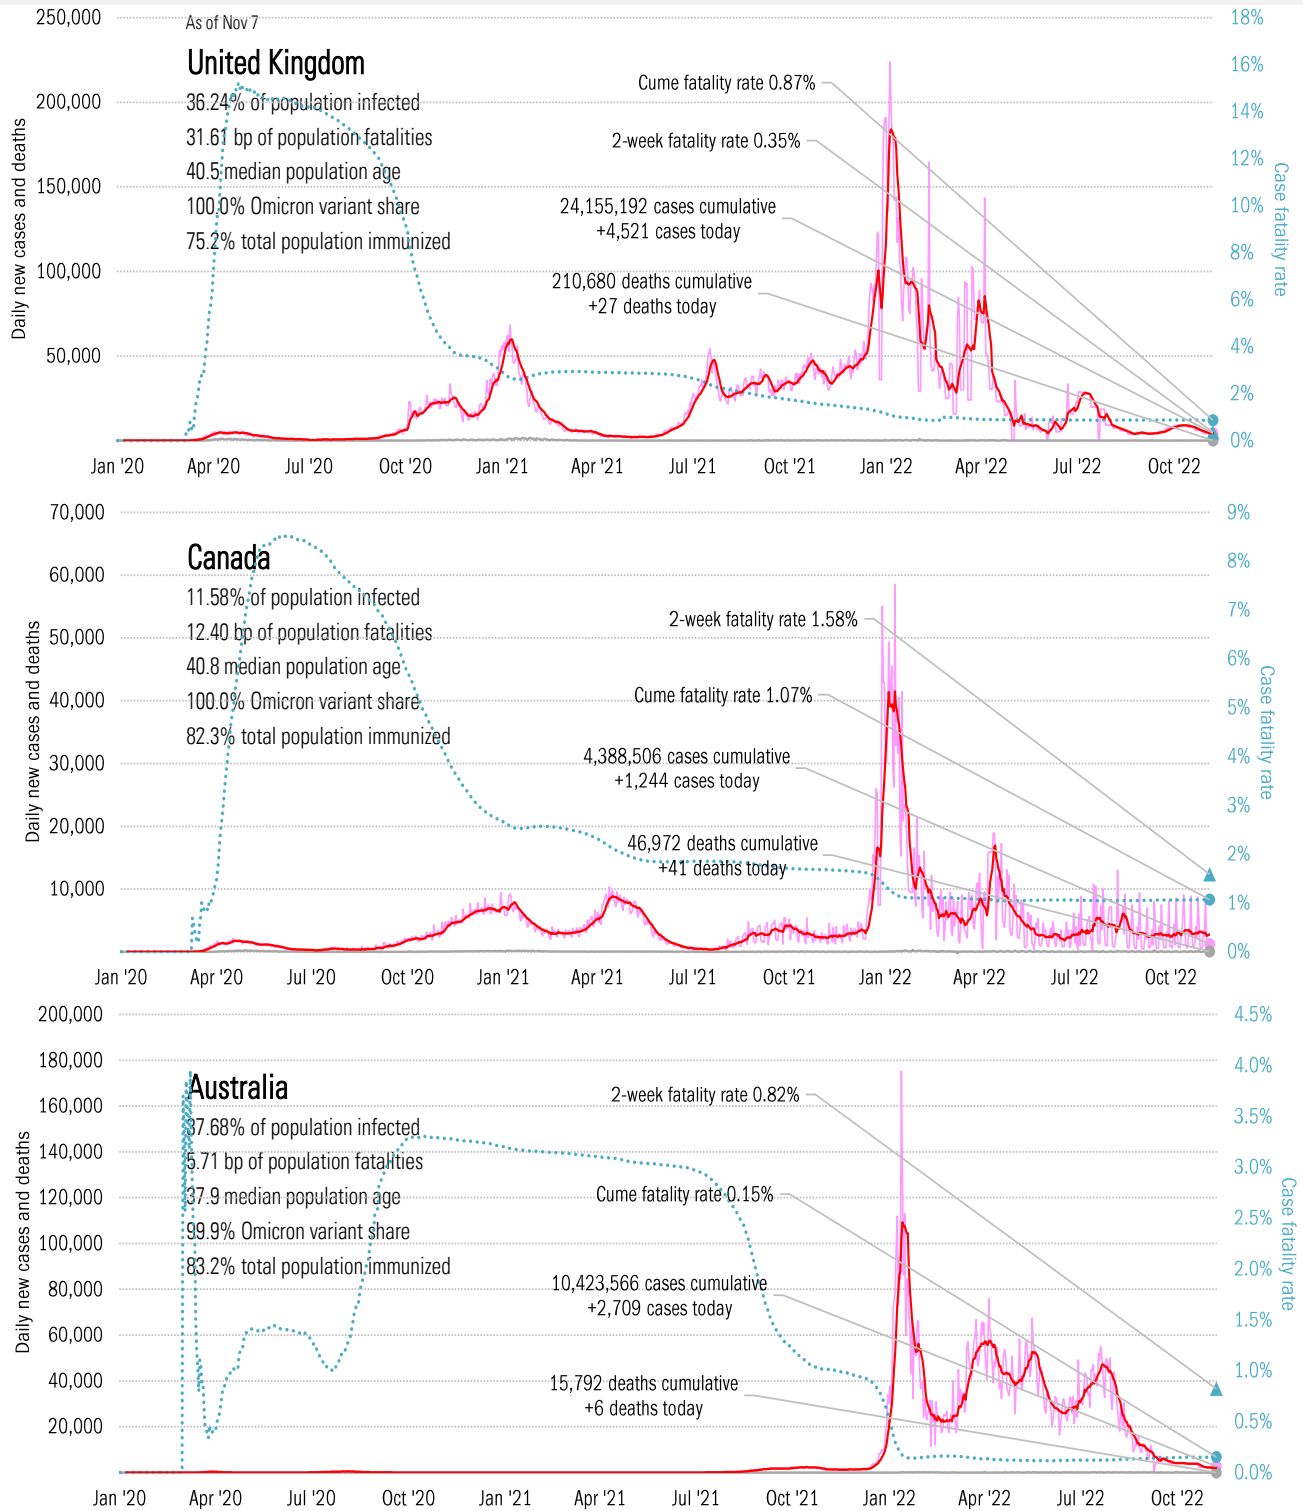 As of Nov 7
United Kingdom
36.24% of population infected
31.61 bp of population fatalities
40.5 median population age
100.0% Omicron variant share
75.2% total population immunized
Cume fatality rate 0.87%
2-week fatality rate 0.35%
24,155,192 cases cumulative
+4,521 cases today
210,680 deaths cumulative
+27 deaths today
Daily new cases and deaths
250,000
200,000
150,000
100,000
50,000
18%
16%
14%
12%
10%
8%
6%
4%
2%
0%
Case fatality rate
Jan '20 Apr '20 Jul '20 Oct '20 Jan '21 Apr '21 Jul '21 Oct '21 Jan '22 Apr '22 Jul '22 Oct '22
Canada
11.58% of population infected
12.40 bp of population fatalities
40.8 median population age
100.0% Omicron variant share
82.3% total population immunized
2-week fatality rate 1.58%
Cume fatality rate 1.07%
4,388,506 cases cumulative
+1,244 cases today
46,972 deaths cumulative
+41 deaths today
Daily new cases and deaths
70,000
60,000
50,000
40,000
30,000
20,000
10,000
9%
8%
7%
6%
5%
4%
3%
2%
1%
0%
Case fatality rate
Jan '20 Apr '20 Jul '20 Oct '20 Jan '21 Apr '21 Jul '21 Oct '21 Jan '22 Apr '22 Jul '22 Oct '22
Australia
37.68% of population infected
5.71 bp of population fatalities
37.9 median population age
99.9% Omicron variant share
83.2% total population immunized
2-week fatality rate 0.82%
Cume fatality rate 0.15%
10,423,566 cases cumulative
+2,709 cases today
15,792 deaths cumulative
+6 deaths today
Daily new cases and deaths
200,000
180,000
160,000
140,000
120,000
100,000
80,000
60,000
40,000
20,000
4.5%
4.0%
3.5%
3.0%
2.5%
2.0%
1.5%
1.0%
0.5%
0.0%
Case fatality rate
Jan '20 Apr '20 Jul '20 Oct '20 Jan '21 Apr '21 Jul '21 Oct '21 Jan '22 Apr '22 Jul '22 Oct '22